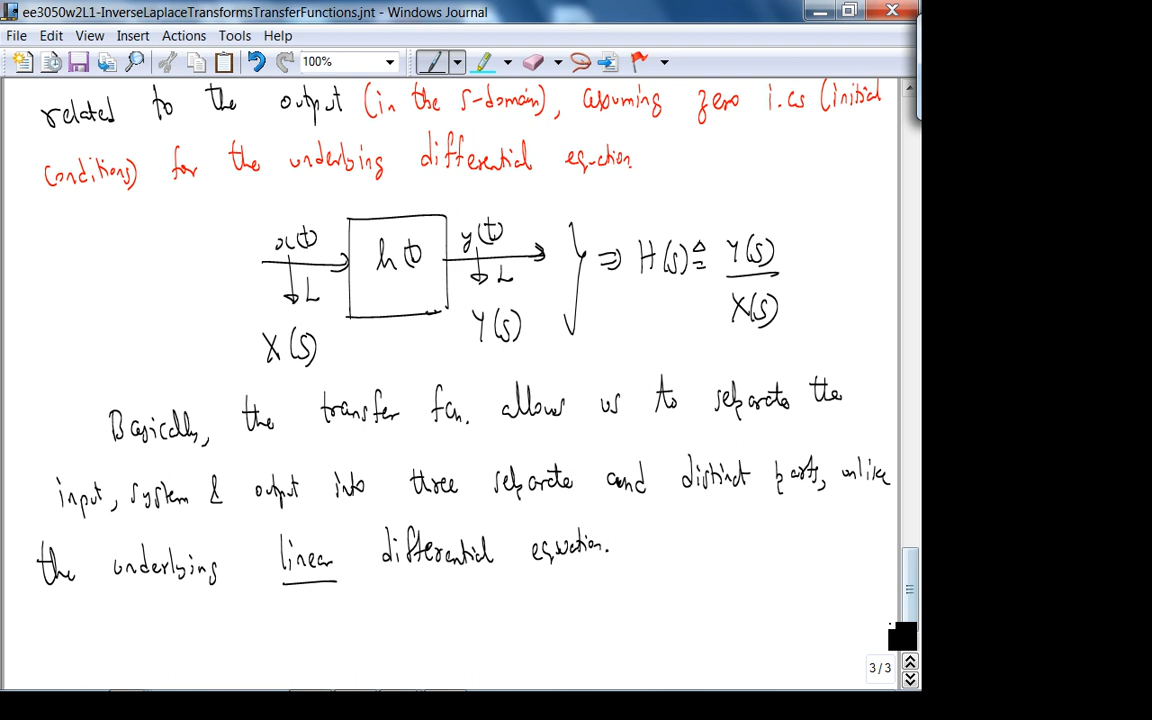 ee3050w2L1-InverseLaplaceTransformsTransferFunctions.jnt - Windows Journal
File Edit View Insert Actions Tools Help
100%
related to the output (in the s-domain), assuming zero i.cs (initial
conditions) for the underlying differential equation
x(t) h(t) y(t) ⇒ H(s) ≜ Y(s)/X(s)
L L
X(s) Y(s)
Basically, the transfer fcn. allows us to separate the
input, system & output into three separate and distinct parts, unlike
the underlying linear differential equation.
3/3